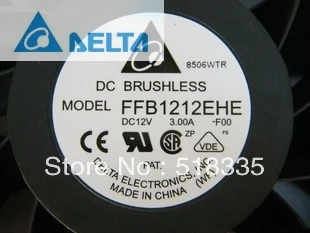 DELTA
8506WTR
DC BRUSHLESS
MODEL FFB1212EHE
DC12V 3.00A -F00
ZP F6
VDE
PAT.
DELTA ELECTRONICS, INC.
MADE IN CHINA
Store No: 518335